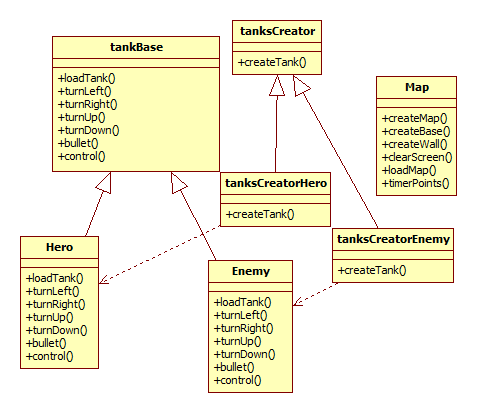 tankBase
+loadTank()
+turnLeft()
+turnRight()
+turnUp()
+turnDown()
+bullet()
+control()
tanksCreator
+createTank()
Map
+createMap()
+createBase()
+createWall()
+clearScreen()
+loadMap()
+timerPoints()
tanksCreatorHero
+createTank()
tanksCreatorEnemy
+createTank()
Hero
+loadTank()
+turnLeft()
+turnRight()
+turnUp()
+turnDown()
+bullet()
+control()
Enemy
+loadTank()
+turnLeft()
+turnRight()
+turnUp()
+turnDown()
+bullet()
+control()